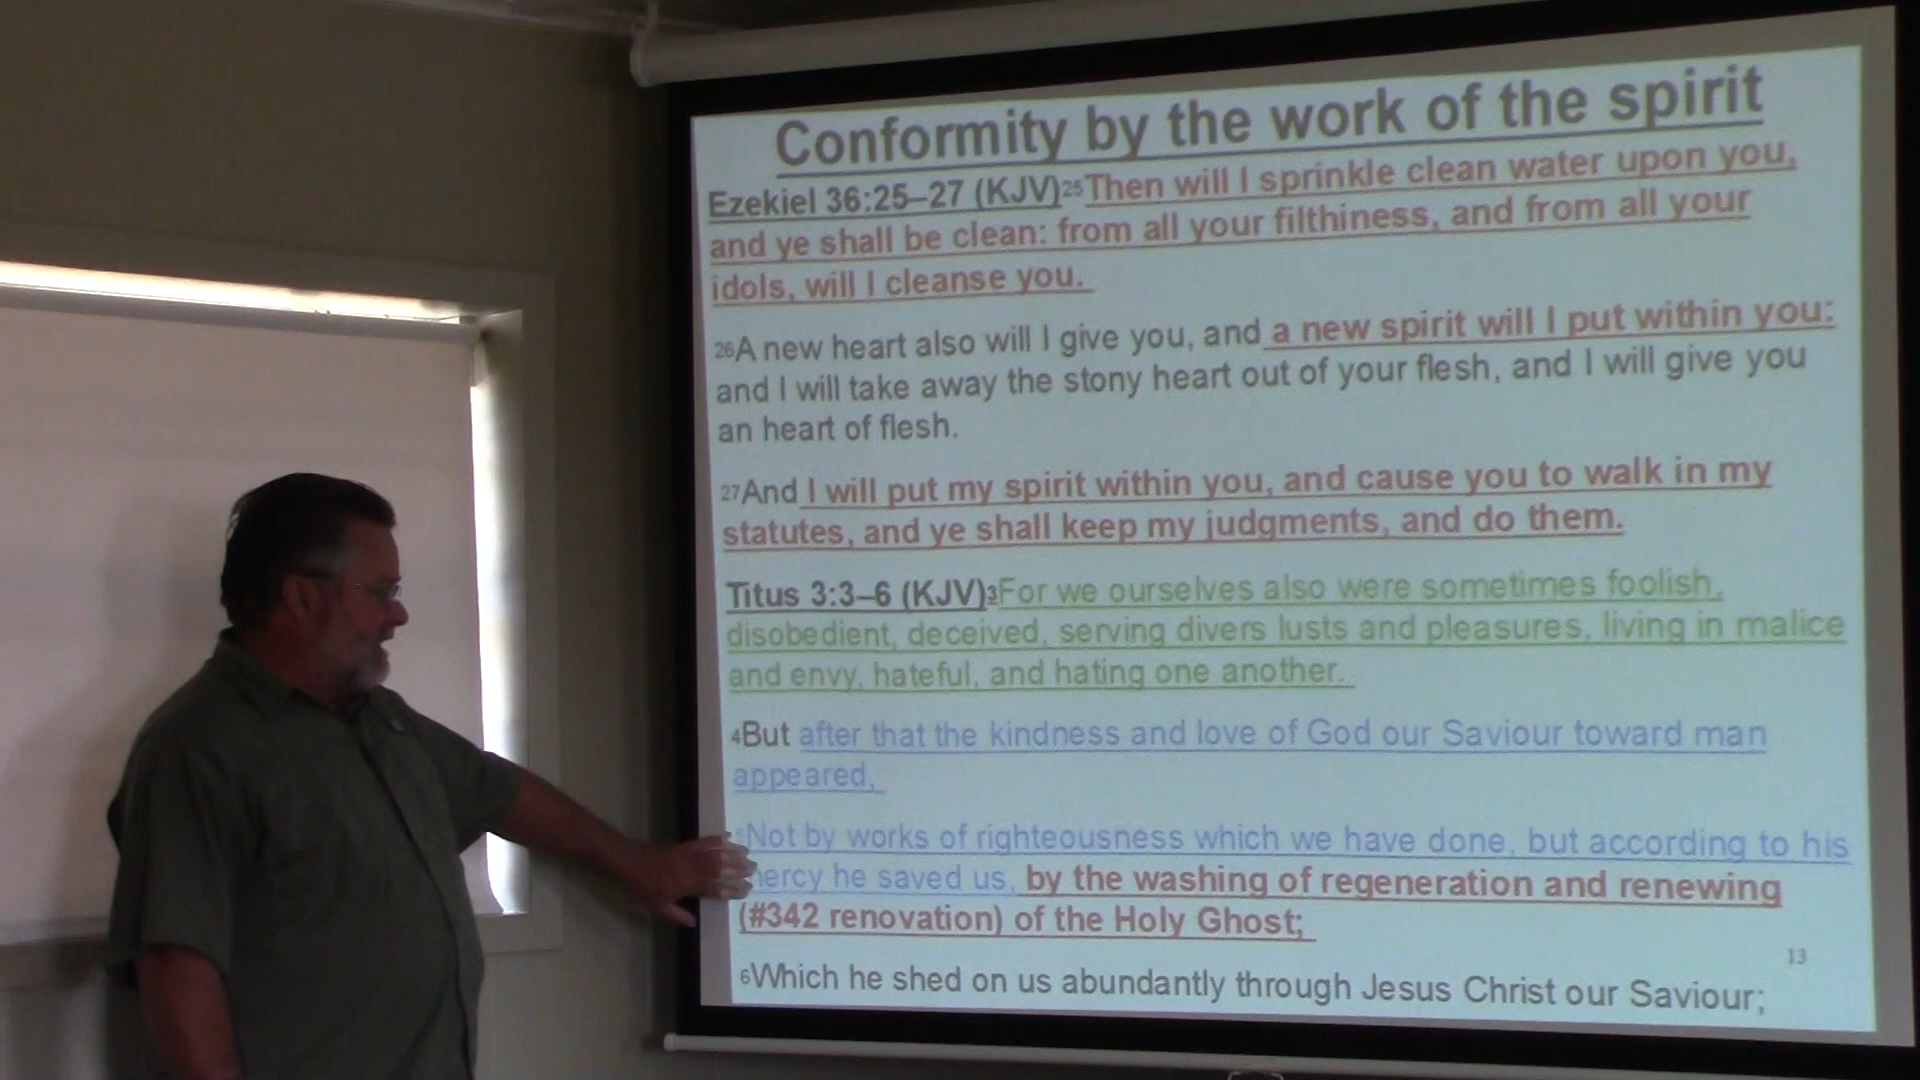 Conformity by the work of the spirit
Ezekiel 36:25–27 (KJV)25Then will I sprinkle clean water upon you,
and ye shall be clean: from all your filthiness, and from all your
idols, will I cleanse you.
26A new heart also will I give you, and a new spirit will I put within you:
and I will take away the stony heart out of your flesh, and I will give you
an heart of flesh.
27And I will put my spirit within you, and cause you to walk in my
statutes, and ye shall keep my judgments, and do them.
Titus 3:3–6 (KJV)3For we ourselves also were sometimes foolish,
disobedient, deceived, serving divers lusts and pleasures, living in malice
and envy, hateful, and hating one another.
4But after that the kindness and love of God our Saviour toward man
appeared,
5Not by works of righteousness which we have done, but according to his
mercy he saved us, by the washing of regeneration and renewing
(#342 renovation) of the Holy Ghost;
13
6Which he shed on us abundantly through Jesus Christ our Saviour;